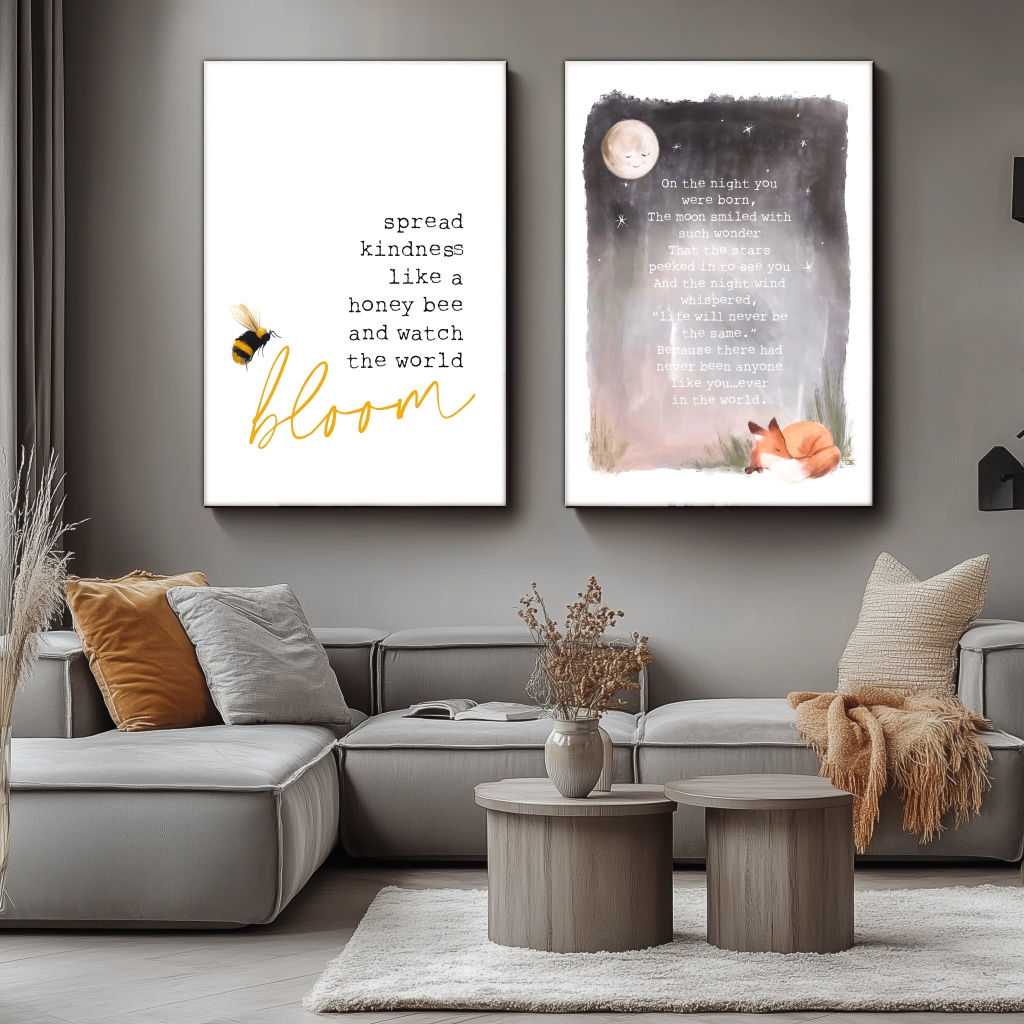 spread
kindness
like a
honey bee
and watch
the world
bloom
On the night you
were born,
The moon smiled with
such wonder
That the stars
peeked in to see you
And the night wind
whispered,
“life will never be
the same.”
Because there had
never been anyone
like you…ever
in the world.